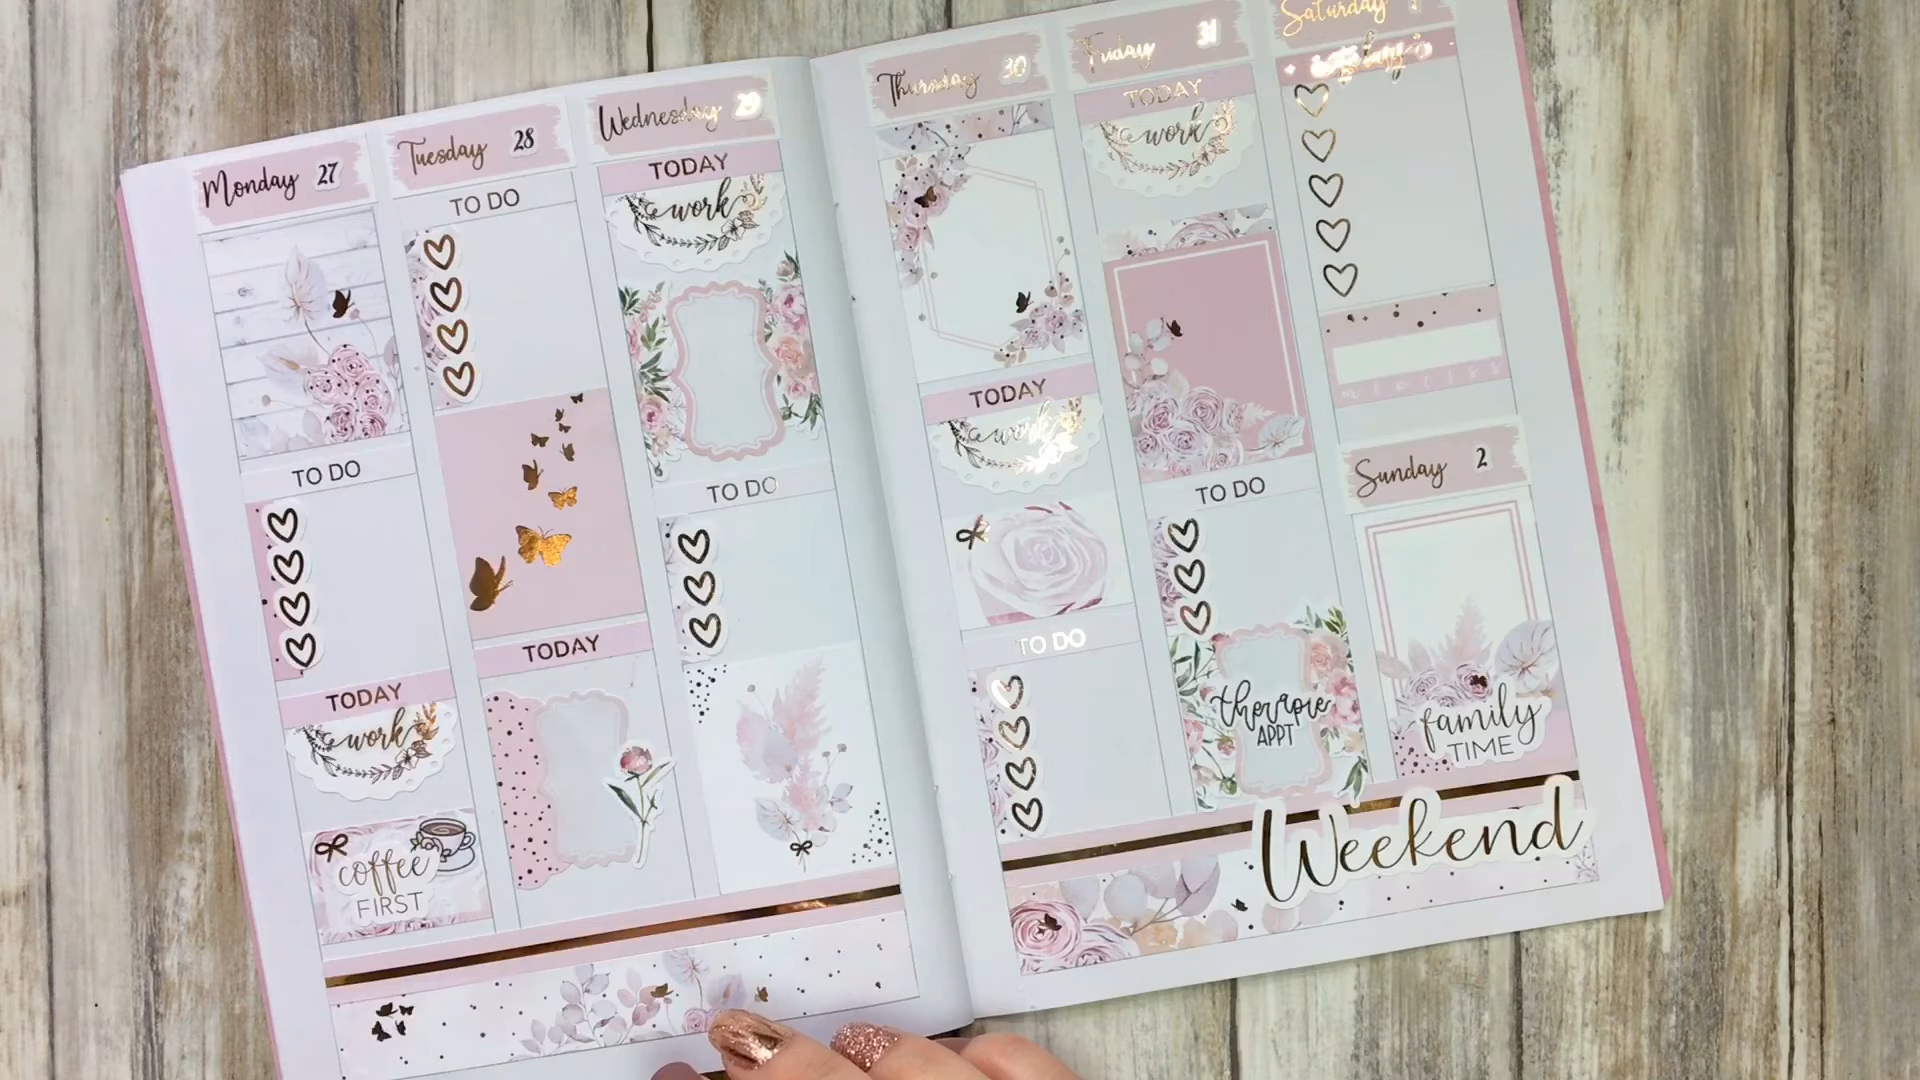 Monday 27
TO DO
TODAY
work
coffee
FIRST
Tuesday 28
TO DO
TODAY
Wednesday 29
TODAY
work
TO DO
Thursday 30
TODAY
work
TO DO
Friday 31
TODAY
work
TO DO
therapie
APPT
Saturday 1
Sunday 2
family
TIME
Weekend